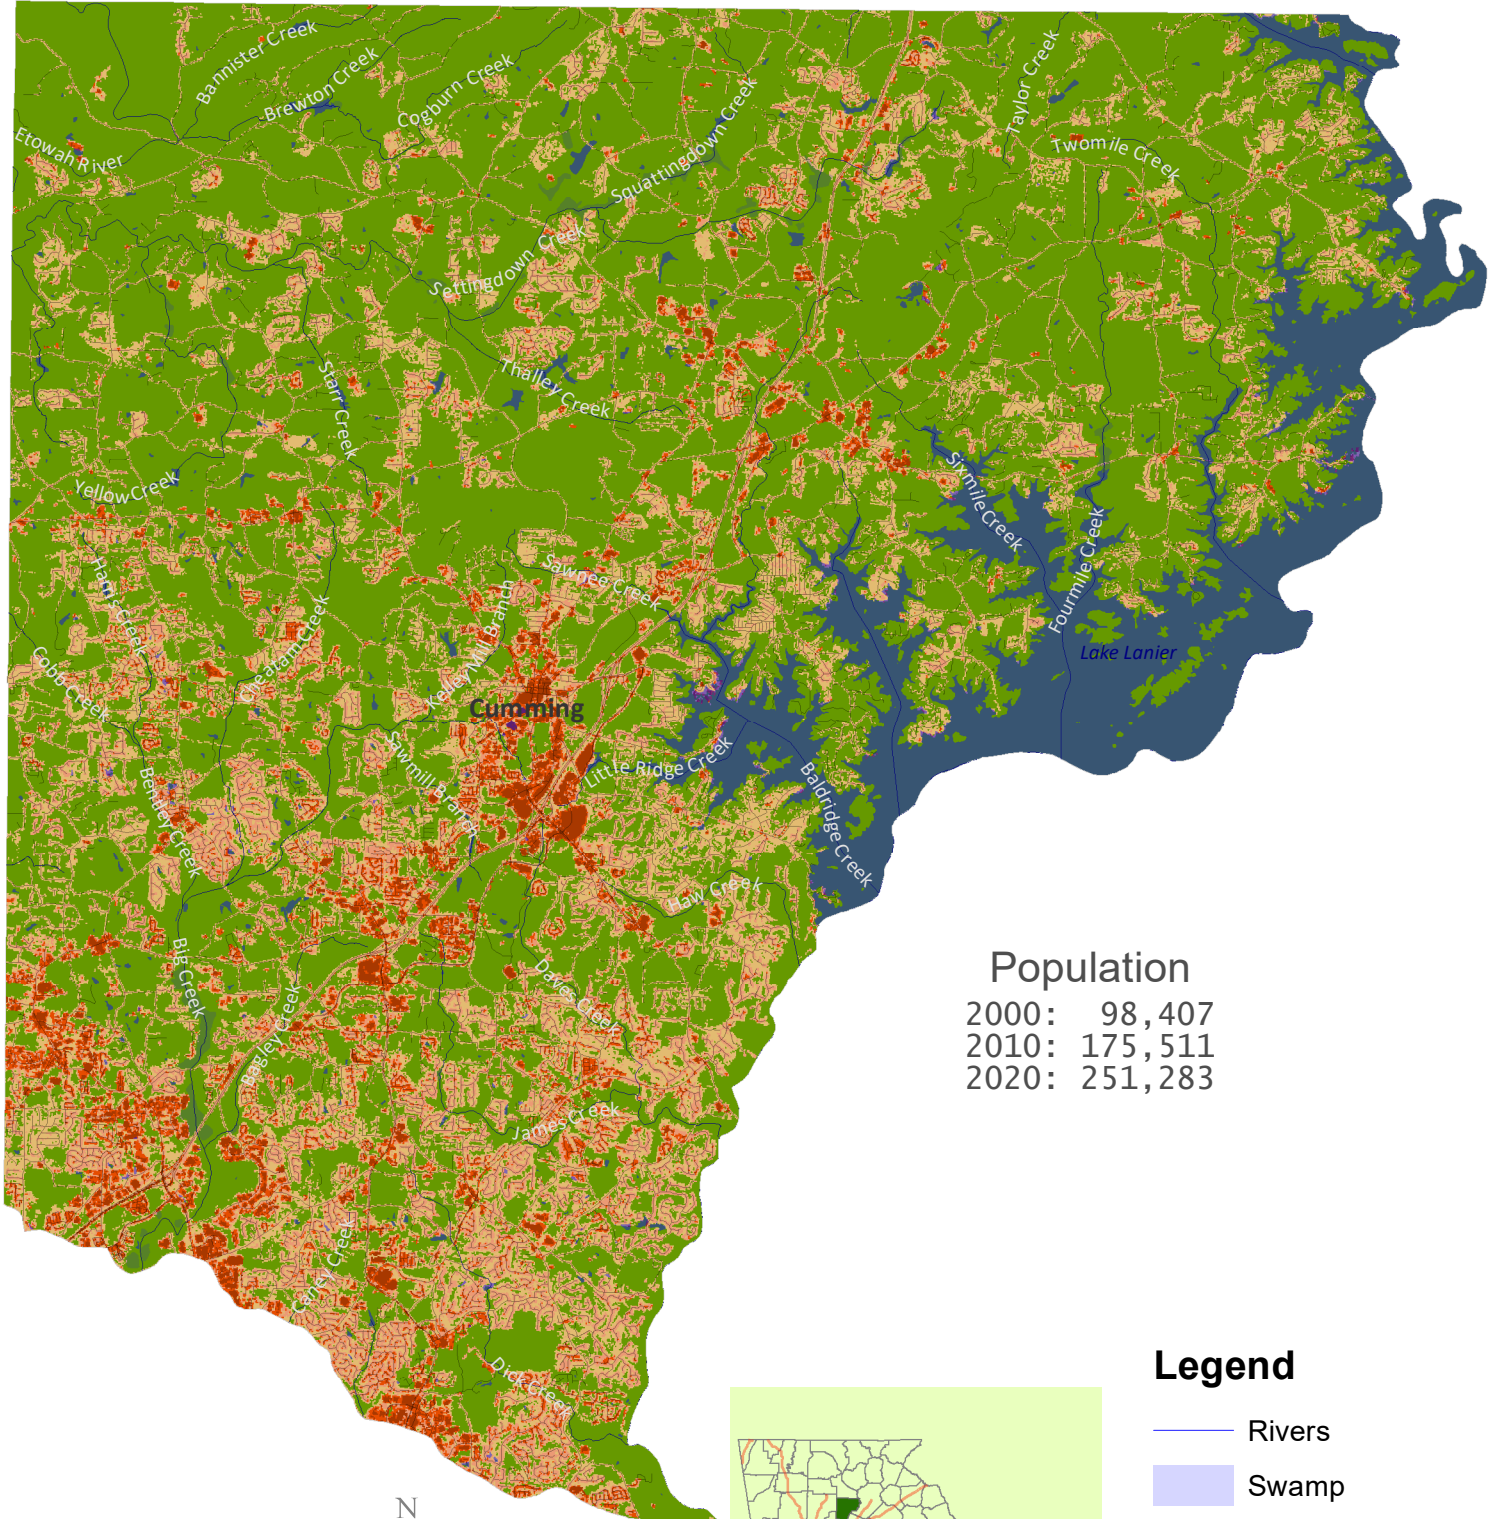 Bannister Creek
Brewton Creek
Cogburn Creek
Taylor Creek
Etowah River
Twomile Creek
Squattingdown Creek
Settingdown Creek
Thalley Creek
Starr Creek
Yellow Creek
Sixmile Creek
Fourmile Creek
Sawnee Creek
Harris Creek
Cheatam Creek
Kelley Mill Branch
Cobb Creek
Lake Lanier
Cumming
Sawmill Branch
Little Ridge Creek
Bentley Creek
Baldridge Creek
Haw Creek
Big Creek
Daves Creek
Bagley Creek
Population
2000: 98,407
2010: 175,511
2020: 251,283
James Creek
Caney Creek
Dick Creek
Legend
Rivers
Swamp
N